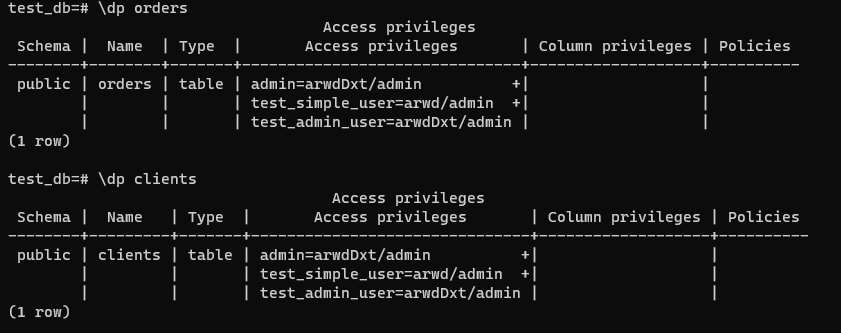 test_db=# \dp orders
                                   Access privileges
 Schema |  Name  | Type  |       Access privileges       | Column privileges | Policies
--------+--------+-------+-------------------------------+-------------------+----------
 public | orders | table | admin=arwdDxt/admin          +|                   |
        |        |       | test_simple_user=arwd/admin  +|                   |
        |        |       | test_admin_user=arwdDxt/admin |                   |
(1 row)

test_db=# \dp clients
                                    Access privileges
 Schema |  Name   | Type  |       Access privileges       | Column privileges | Policies
--------+---------+-------+-------------------------------+-------------------+----------
 public | clients | table | admin=arwdDxt/admin          +|                   |
        |         |       | test_simple_user=arwd/admin  +|                   |
        |         |       | test_admin_user=arwdDxt/admin |                   |
(1 row)